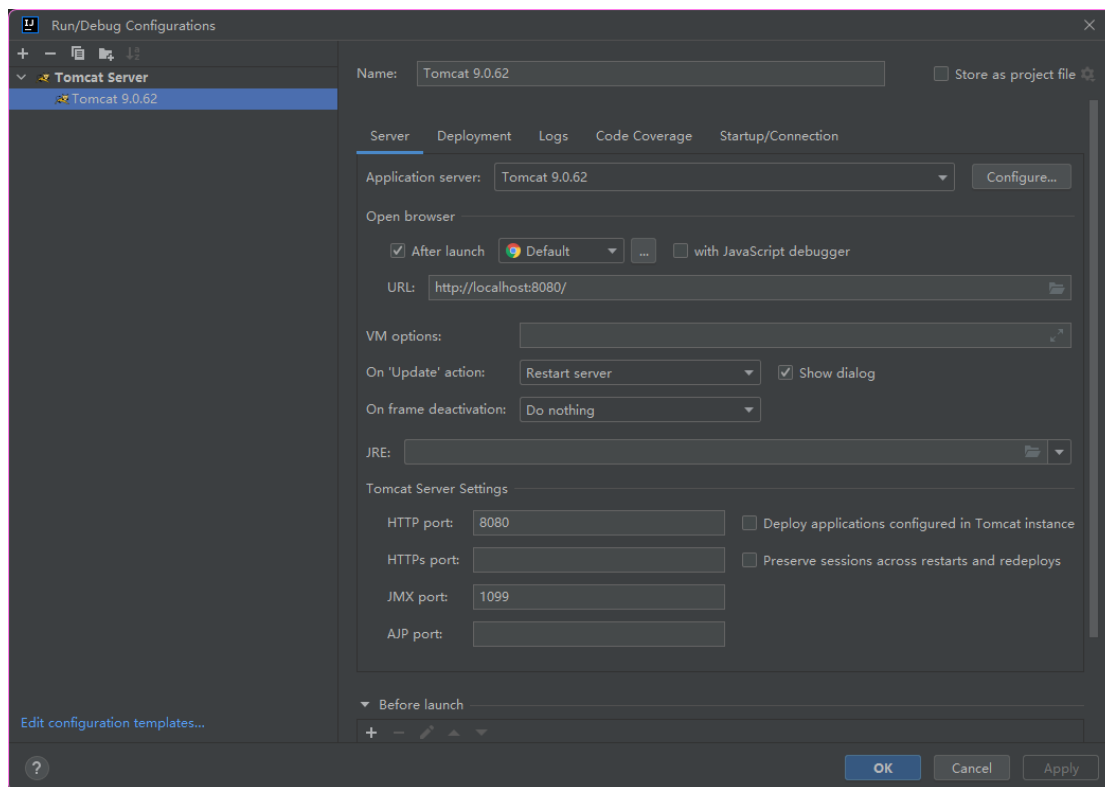 Run/Debug Configurations
Tomcat Server
Tomcat 9.0.62
Edit configuration templates...
Name: Tomcat 9.0.62 Store as project file
Server Deployment Logs Code Coverage Startup/Connection
Application server: Tomcat 9.0.62 Configure...
Open browser
After launch Default ... with JavaScript debugger
URL: http://localhost:8080/
VM options:
On 'Update' action: Restart server Show dialog
On frame deactivation: Do nothing
JRE:
Tomcat Server Settings
HTTP port: 8080 Deploy applications configured in Tomcat instance
HTTPs port: Preserve sessions across restarts and redeploys
JMX port: 1099
AJP port:
Before launch
? OK Cancel Apply